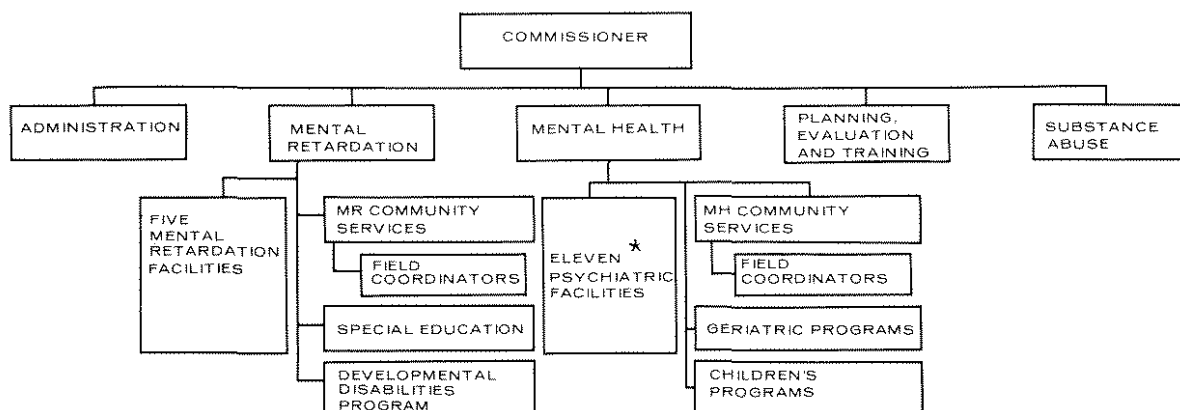 COMMISSIONER
ADMINISTRATION
MENTAL
RETARDATION
MENTAL HEALTH
PLANNING,
EVALUATION
AND TRAINING
SUBSTANCE
ABUSE
FIVE
MENTAL
RETARDATION
FACILITIES
MR COMMUNITY
SERVICES
FIELD
COORDINATORS
SPECIAL EDUCATION
DEVELOPMENTAL
DISABILITIES
PROGRAM
ELEVEN *
PSYCHIATRIC
FACILITIES
MH COMMUNITY
SERVICES
FIELD
COORDINATORS
GERIATRIC PROGRAMS
CHILDREN'S
PROGRAMS